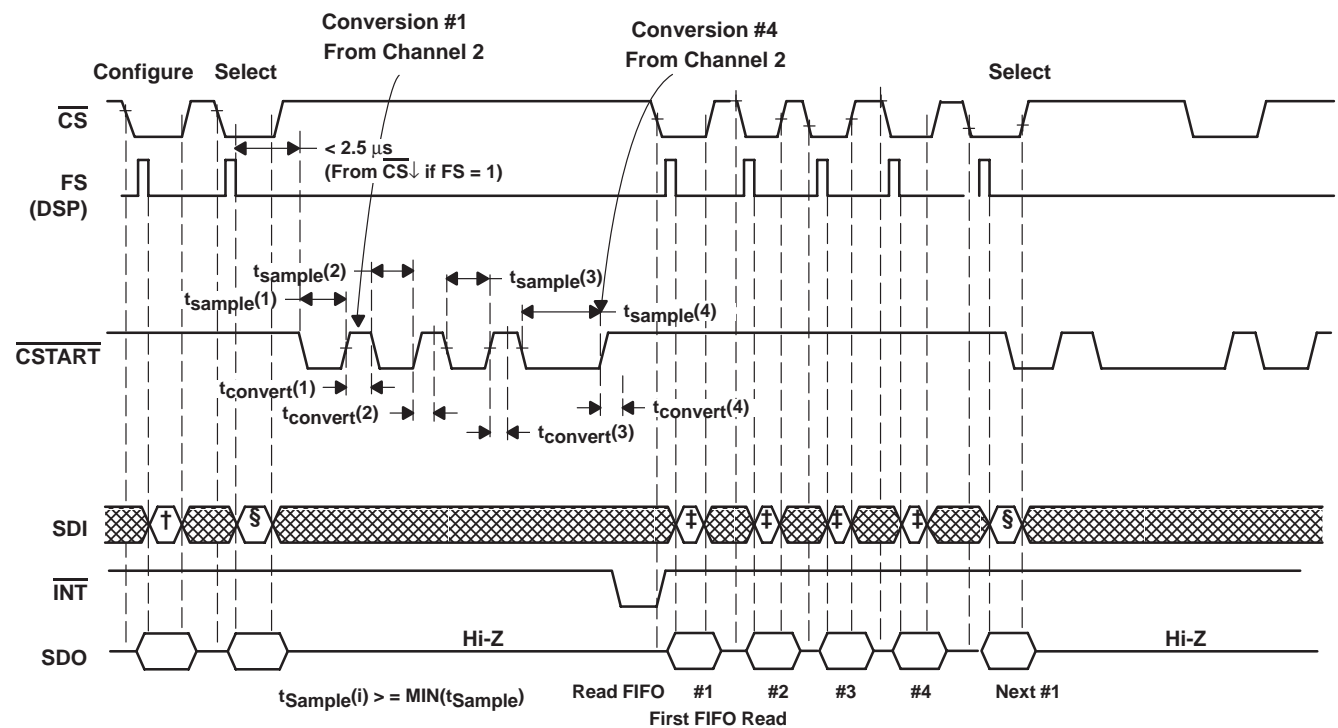 Conversion #1
From Channel 2
Conversion #4
From Channel 2
Configure
Select
Select
CS
< 2.5 μs
(From CS↓ if FS = 1)
FS
(DSP)
tsample(2)
tsample(1)
tsample(3)
tsample(4)
CSTART
tconvert(1)
tconvert(2)
tconvert(4)
tconvert(3)
SDI
†
§
‡
‡
‡
‡
§
INT
Hi-Z
Hi-Z
SDO
tSample(i) > = MIN(tSample)
Read FIFO
#1
#2
#3
#4
Next #1
First FIFO Read